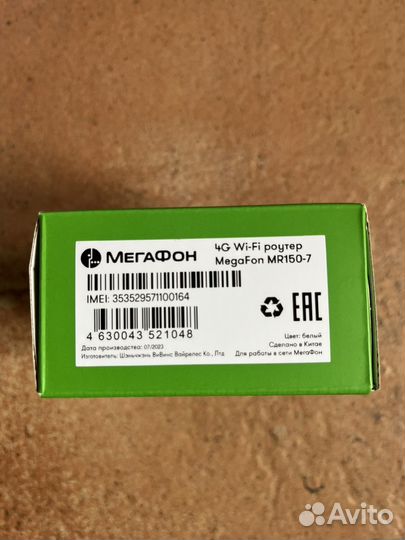 МЕГАФОН
4G Wi-Fi роутер
MegaFon MR150-7
IMEI: 353529571100164
4 630043 521048
Дата производства: 07/2023
Изготовитель: Шэньчжэнь ВиВинс Вайрелес Ко., Лтд
EAC
Цвет: белый
Сделано в Китае
Для работы в сети МегаФон
Avito